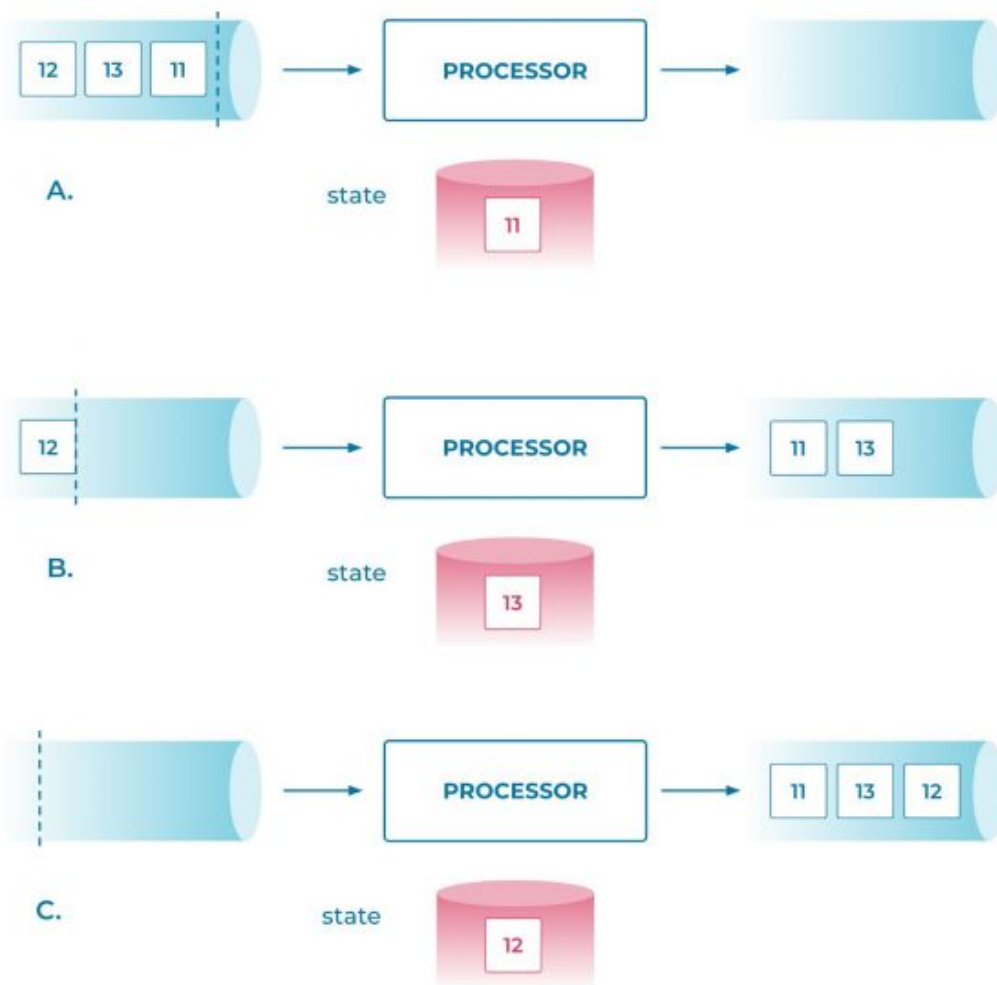 12 13 11
PROCESSOR
A.
state
11
12
PROCESSOR
11 13
B.
state
13
PROCESSOR
11 13 12
C.
state
12